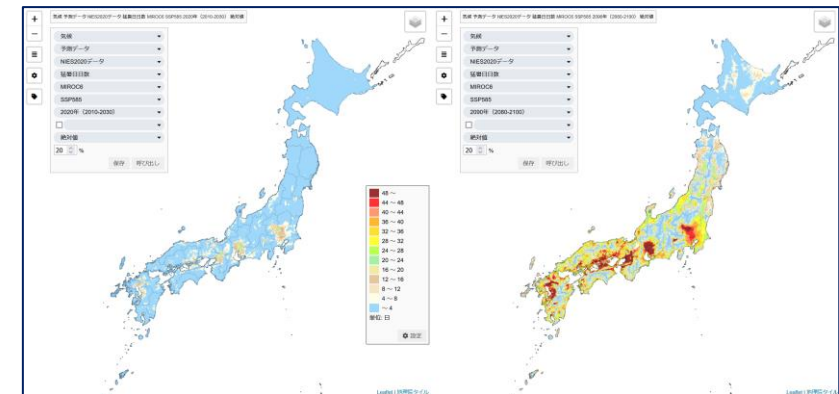 +
−
気候 予測データ NIES2020データ 猛暑日日数 MIROC6 SSP585 2020年 (2010-2030) 絶対値
気候
予測データ
NIES2020データ
猛暑日日数
MIROC6
SSP585
2020年 (2010-2030)
絶対値
20 %
保存 呼び出し
48 ～
44 ～ 48
40 ～ 44
36 ～ 40
32 ～ 36
28 ～ 32
24 ～ 28
20 ～ 24
16 ～ 20
12 ～ 16
8 ～ 12
4 ～ 8
～ 4
単位: 日
設定
Leaflet | 地理院タイル
+
−
気候 予測データ NIES2020データ 猛暑日日数 MIROC6 SSP585 2090年 (2080-2100) 絶対値
気候
予測データ
NIES2020データ
猛暑日日数
MIROC6
SSP585
2090年 (2080-2100)
絶対値
20 %
保存 呼び出し
Leaflet | 地理院タイル